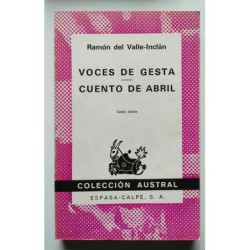 Ramón del Valle-Inclán
VOCES DE GESTA
CUENTO DE ABRIL
COLECCIÓN AUSTRAL
ESPASA-CALPE, S. A.